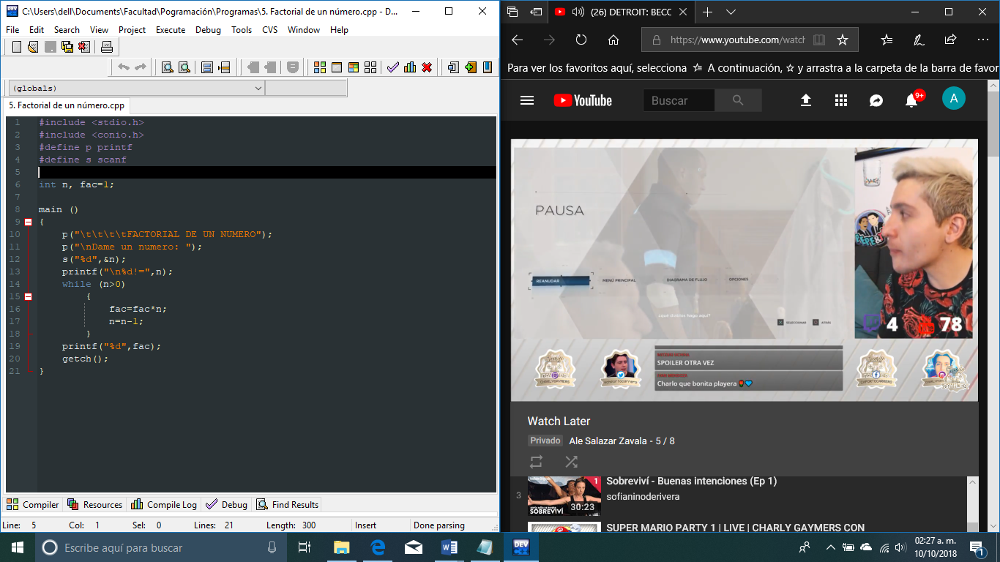 C:\Users\dell\Documents\Facultad\Pogramación\Programas\5. Factorial de un número.cpp - D...
File Edit Search View Project Execute Debug Tools CVS Window Help
(globals)
5. Factorial de un número.cpp
1 #include <stdio.h>
2 #include <conio.h>
3 #define p printf
4 #define s scanf
5
6 int n, fac=1;
7
8 main ()
9 {
10 p("\t\t\t\tFACTORIAL DE UN NUMERO");
11 p("\nDame un numero: ");
12 s("%d",&n);
13 printf("\n%d!=",n);
14 while (n>0)
15 {
16 fac=fac*n;
17 n=n-1;
18 }
19 printf("%d",fac);
20 getch();
21 }
Compiler Resources Compile Log Debug Find Results
Line: 5 Col: 1 Sel: 0 Lines: 21 Length: 300 Insert Done parsing
(26) DETROIT: BECC
https://www.youtube.com/watch
Para ver los favoritos aquí, selecciona A continuación, y arrastra a la carpeta de la barra de favor
YouTube
Buscar
9+
A
PAUSA
REANUDAR MENÚ PRINCIPAL DIAGRAMA DE FLUJO OPCIONES
¿qué diablos hago aquí?
SELECCIONAR ATRÁS
4 78
SPOILER OTRA VEZ
IVAN MENDOZA
Charlo que bonita playera
CHARLYGAYMERS
Watch Later
Privado Ale Salazar Zavala - 5 / 8
3
1
SOBREVIVÍ
30:23
Sobreviví - Buenas intenciones (Ep 1)
sofianinoderivera
SUPER MARIO PARTY 1 | LIVE | CHARLY GAYMERS CON
Escribe aquí para buscar
DEV
02:27 a. m.
10/10/2018
1